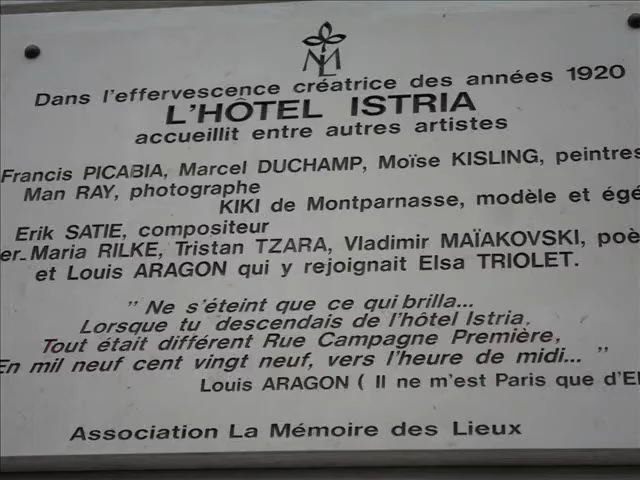 Dans l'effervescence créatrice des années 1920
L'HÔTEL ISTRIA
accueillit entre autres artistes
Francis PICABIA, Marcel DUCHAMP, Moïse KISLING, peintres
Man RAY, photographe
KIKI de Montparnasse, modèle et égé
Erik SATIE, compositeur
er-Maria RILKE, Tristan TZARA, Vladimir MAÏAKOVSKI, poè
et Louis ARAGON qui y rejoignait Elsa TRIOLET.
" Ne s'éteint que ce qui brilla...
Lorsque tu descendais de l'hôtel Istria,
Tout était différent Rue Campagne Première,
En mil neuf cent vingt neuf, vers l'heure de midi... "
Louis ARAGON ( Il ne m'est Paris que d'El
Association La Mémoire des Lieux